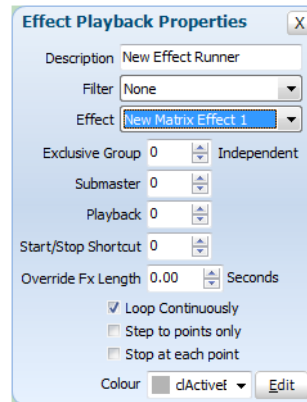 Effect Playback Properties X
Description New Effect Runner
Filter None
Effect New Matrix Effect 1
Exclusive Group 0 Independent
Submaster 0
Playback 0
Start/Stop Shortcut 0
Override Fx Length 0.00 Seconds
Loop Continuously
Step to points only
Stop at each point
Colour Edit